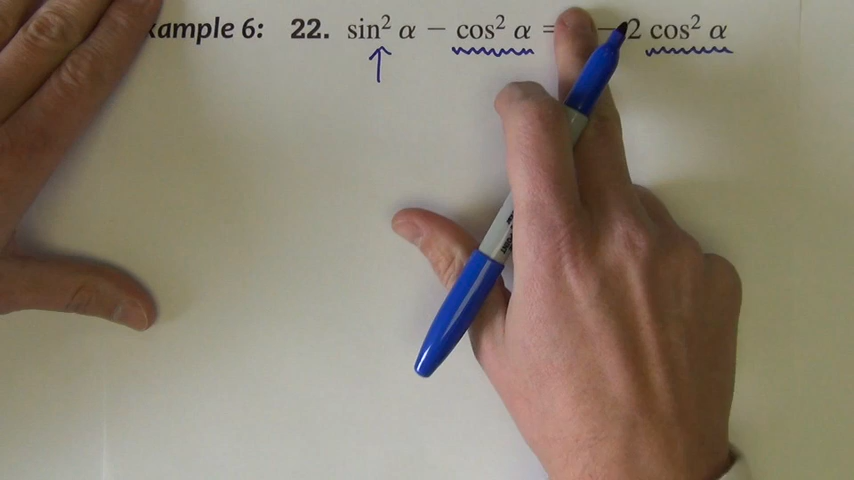 xample 6: 22. sin² α − cos² α = − 2 cos² α